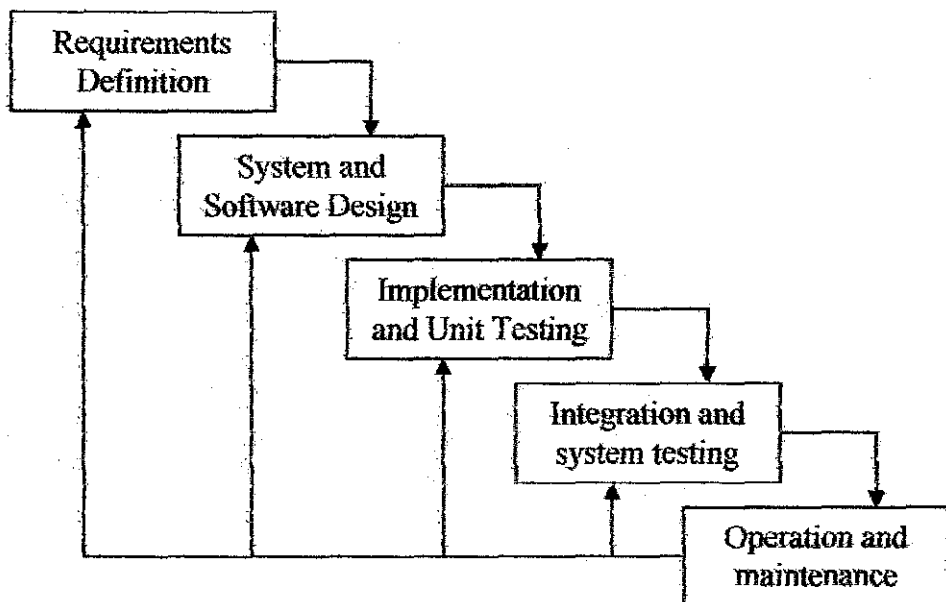 Requirements
Definition
System and
Software Design
Implementation
and Unit Testing
Integration and
system testing
Operation and
maintenance